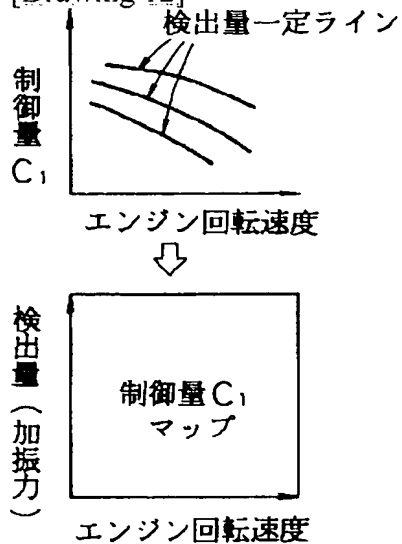 [Drawing 12]
検出量一定ライン
制御量C₁
エンジン回転速度
検出量(加振力)
制御量C₁
マップ
エンジン回転速度